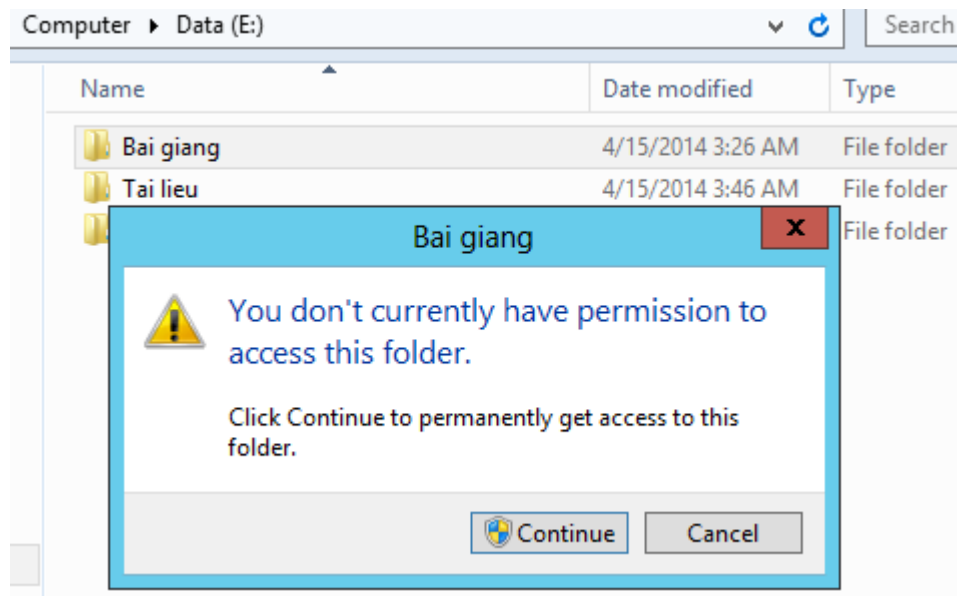 Computer ▸ Data (E:) Search
Name Date modified Type
Bai giang 4/15/2014 3:26 AM File folder
Tai lieu 4/15/2014 3:46 AM File folder
File folder
Bai giang x
You don't currently have permission to
access this folder.
Click Continue to permanently get access to this
folder.
Continue Cancel